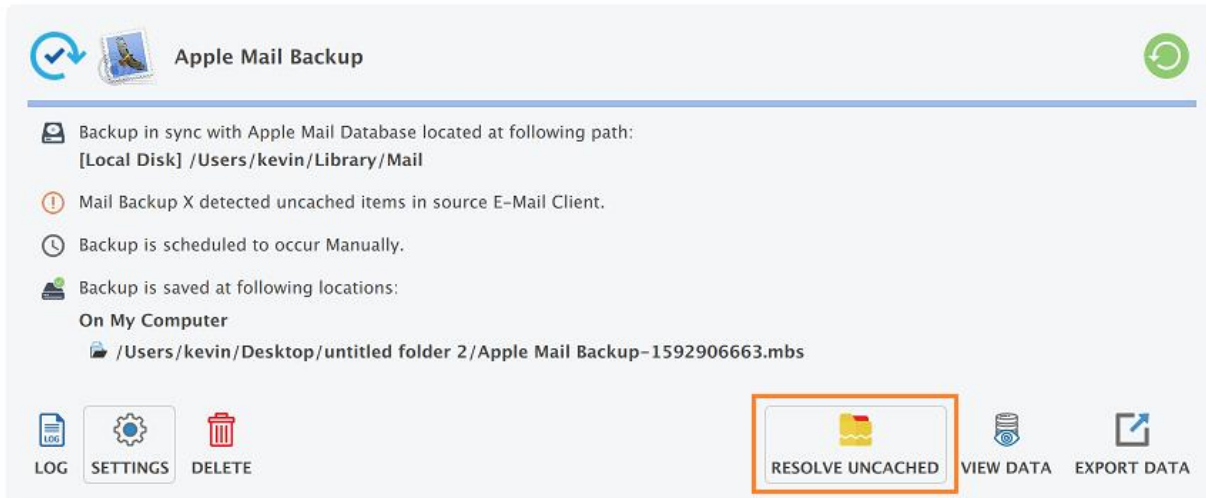 Apple Mail Backup
Backup in sync with Apple Mail Database located at following path:
[Local Disk] /Users/kevin/Library/Mail
Mail Backup X detected uncached items in source E-Mail Client.
Backup is scheduled to occur Manually.
Backup is saved at following locations:
On My Computer
/Users/kevin/Desktop/untitled folder 2/Apple Mail Backup-1592906663.mbs
LOG
LOG SETTINGS DELETE RESOLVE UNCACHED VIEW DATA EXPORT DATA